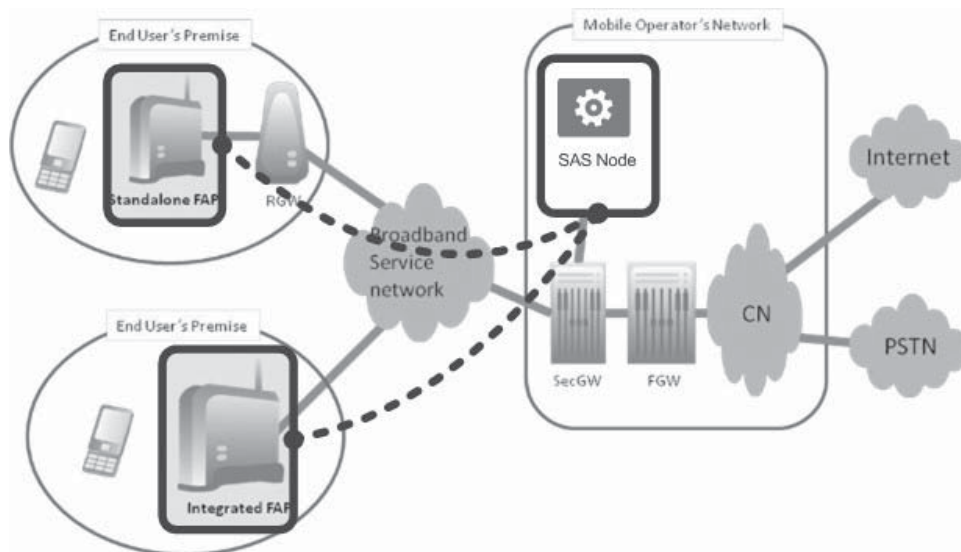 End User's Premise
Standalone FAP
RGW
Mobile Operator's Network
SAS Node
Broadband
Service
network
Internet
CN
PSTN
SecGW
FGW
End User's Premise
Integrated FAP